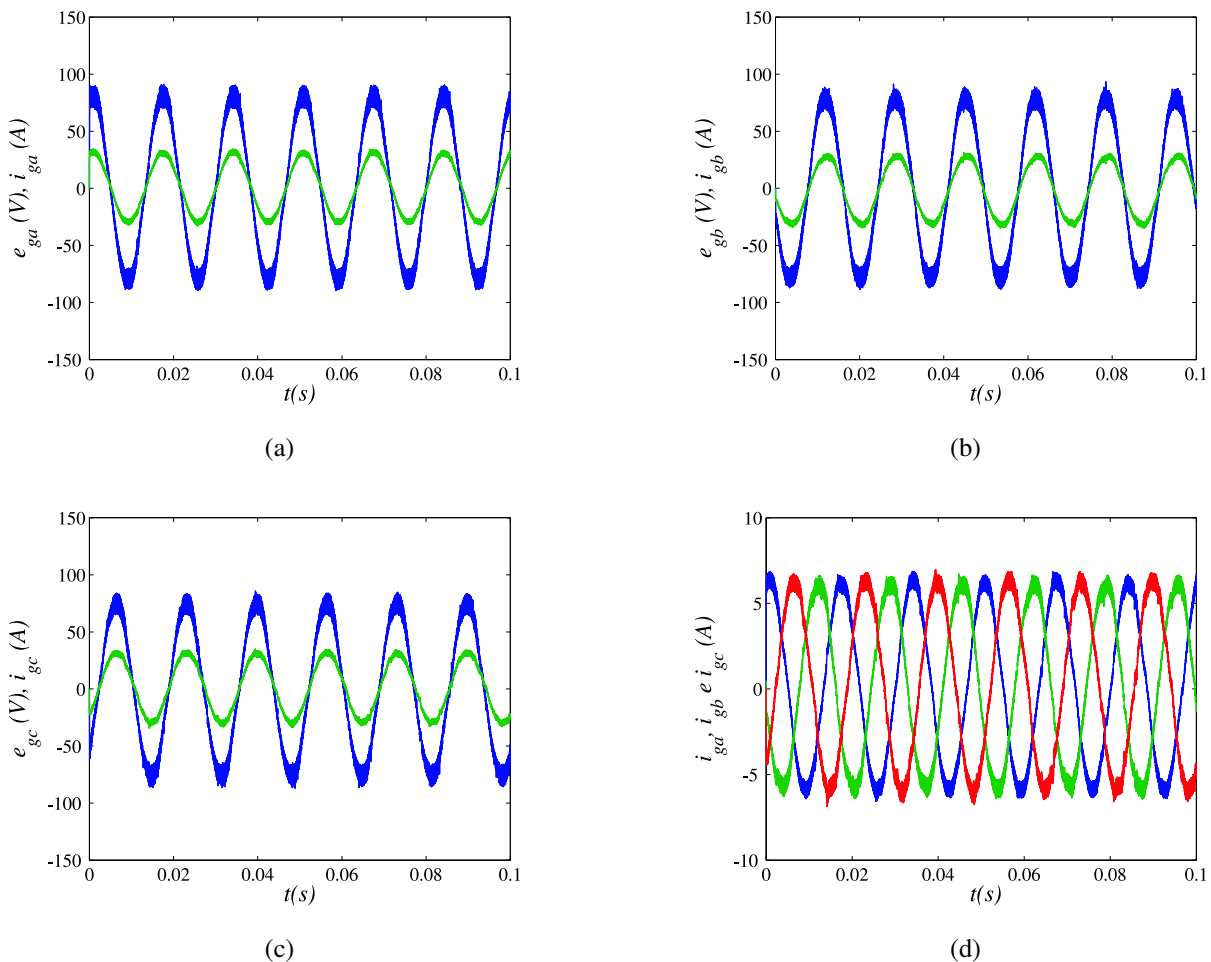 150
100
50
0
-50
-100
-150
e_ga (V), i_ga (A)
0 0.02 0.04 0.06 0.08 0.1
t(s)
(a)
150
100
50
0
-50
-100
-150
e_gb (V), i_gb (A)
0 0.02 0.04 0.06 0.08 0.1
t(s)
(b)
150
100
50
0
-50
-100
-150
e_gc (V), i_gc (A)
0 0.02 0.04 0.06 0.08 0.1
t(s)
(c)
10
5
0
-5
-10
i_ga, i_gb e i_gc (A)
0 0.02 0.04 0.06 0.08 0.1
t(s)
(d)